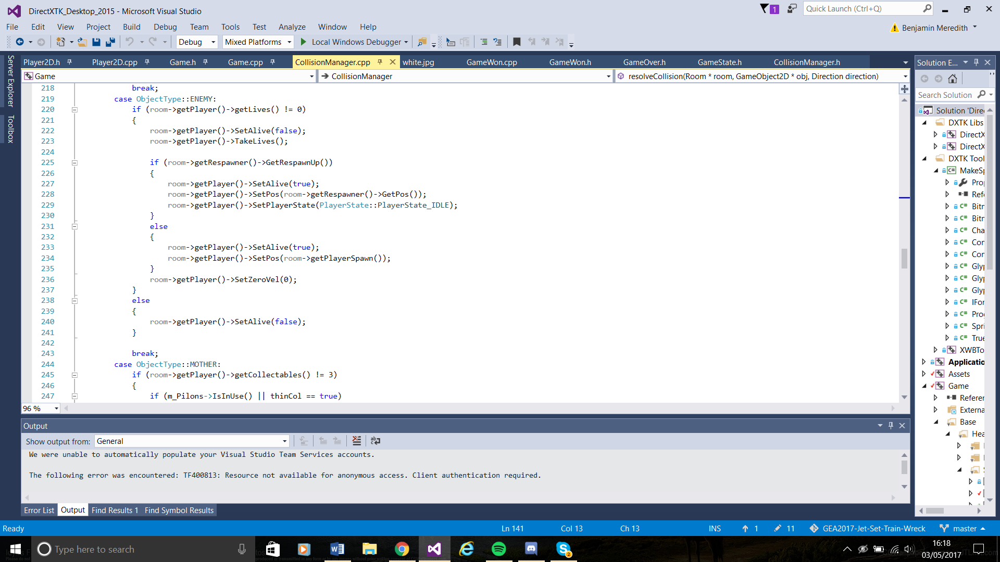 DirectXTK_Desktop_2015 - Microsoft Visual Studio
1
Quick Launch (Ctrl+Q)
File Edit View Project Build Debug Team Tools Test Analyze Window Help
Benjamin Meredith
Debug Mixed Platforms Local Windows Debugger
Server Explorer
Toolbox
Player2D.h Player2D.cpp Game.h Game.cpp CollisionManager.cpp white.jpg GameWon.cpp GameWon.h GameOver.h GameState.h CollisionManager.h
Game CollisionManager resolveCollision(Room * room, GameObject2D * obj, Direction direction)
218 break;
219 case ObjectType::ENEMY:
220 if (room->getPlayer()->getLives() != 0)
221 {
222 room->getPlayer()->SetAlive(false);
223 room->getPlayer()->TakeLives();
224
225 if (room->getRespawner()->GetRespawnUp())
226 {
227 room->getPlayer()->SetAlive(true);
228 room->getPlayer()->SetPos(room->getRespawner()->GetPos());
229 room->getPlayer()->SetPlayerState(PlayerState::PlayerState_IDLE);
230 }
231 else
232 {
233 room->getPlayer()->SetAlive(true);
234 room->getPlayer()->SetPos(room->getPlayerSpawn());
235 }
236 room->getPlayer()->SetZeroVel(0);
237 }
238 else
239 {
240 room->getPlayer()->SetAlive(false);
241 }
242
243 break;
244 case ObjectType::MOTHER:
245 if (room->getPlayer()->getCollectables() != 3)
246 {
247 if (m_Pilons->IsInUse() || thinCol == true)
96 %
Output
Show output from: General
We were unable to automatically populate your Visual Studio Team Services accounts.
The following error was encountered: TF400813: Resource not available for anonymous access. Client authentication required.
Error List Output Find Results 1 Find Symbol Results
Solution E...
Search Solution
Solution 'Dire
DXTK Libs
DirectX
DirectX
DXTK Tool
C# MakeSp
Pro
Refe
C# Bitn
C# Bitn
C# Cha
C# Con
C# Con
C# Glyp
C# Glyp
C# Glyp
C# IFor
C# Prog
C# Spri
C# True
XWBTo
Applicatio
Assets
Game
Referer
Externa
Base
Hea
Ready Ln 141 Col 13 Ch 13 INS 1 11 GEA2017-Jet-Set-Train-Wreck master
Type here to search
2
16:18
03/05/2017